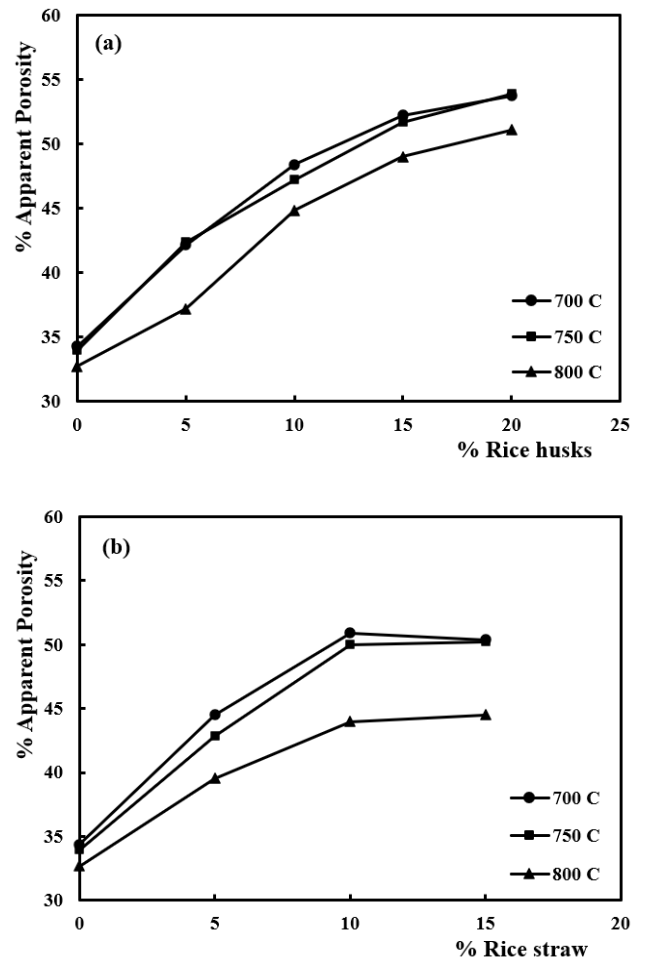 (a)
% Apparent Porosity
60
55
50
45
40
35
30
0 5 10 15 20 25
% Rice husks
700 C
750 C
800 C
(b)
% Apparent Porosity
60
55
50
45
40
35
30
0 5 10 15 20
% Rice straw
700 C
750 C
800 C